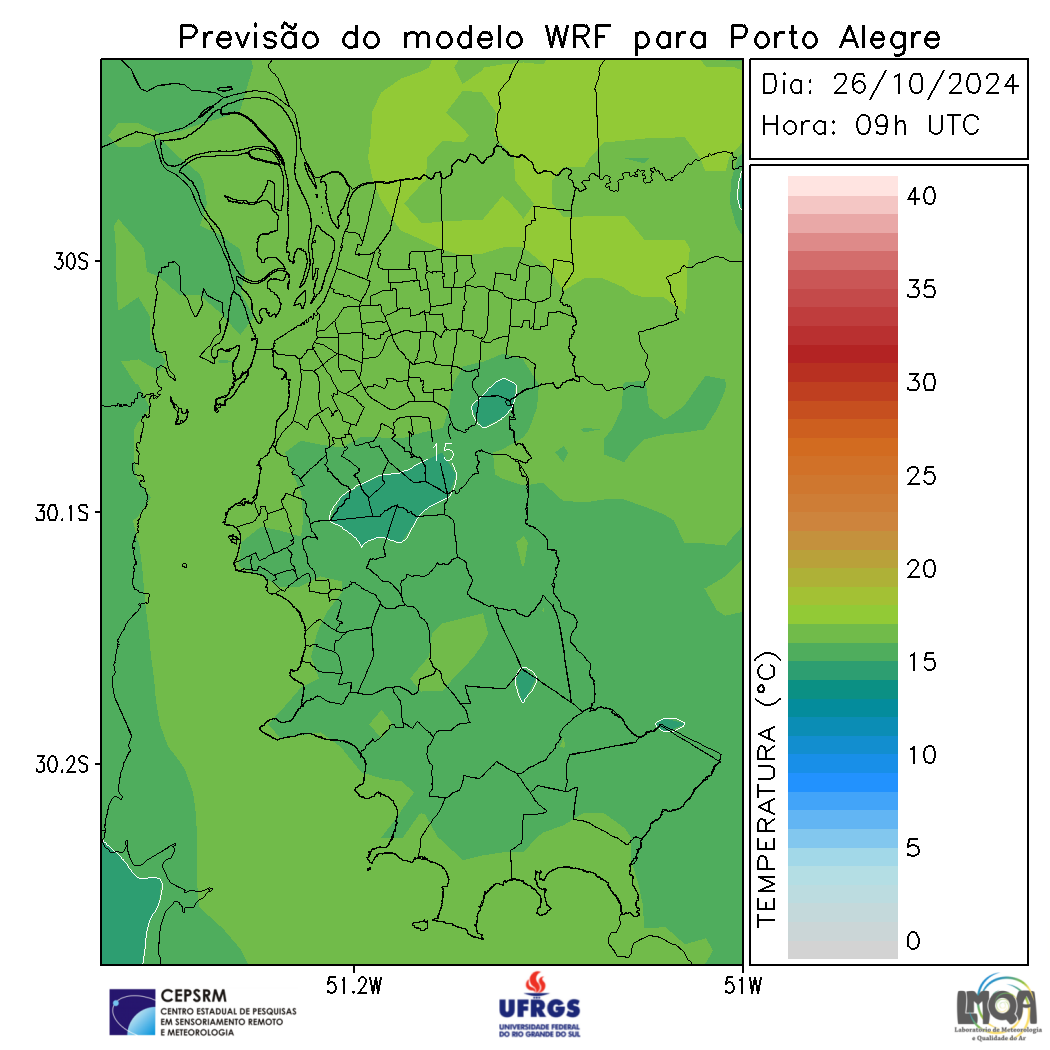 Previsão do modelo WRF para Porto Alegre
Dia: 26/10/2024
Hora: 09h UTC
40
35
30
25
20
15
10
5
0
TEMPERATURA (°C)
30S
30.1S
30.2S
15
51.2W
51W
CEPSRM
CENTRO ESTADUAL DE PESQUISAS
EM SENSORIAMENTO REMOTO
E METEOROLOGIA
UFRGS
UNIVERSIDADE FEDERAL
DO RIO GRANDE DO SUL
LMQA
Laboratório de Meteorologia
e Qualidade do Ar